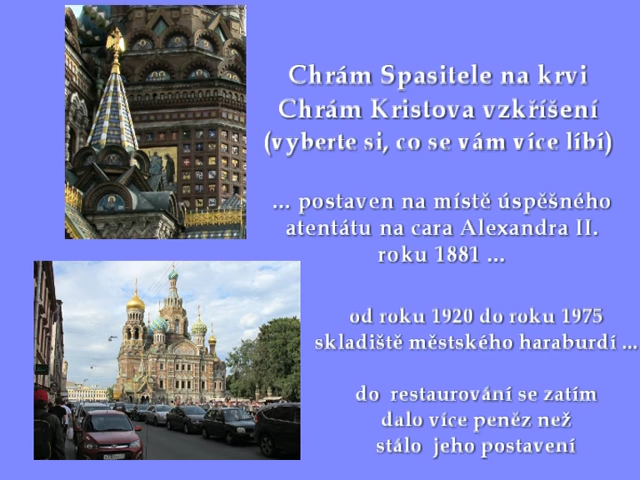 Chrám Spasitele na krvi
Chrám Kristova vzkříšení
(vyberte si, co se vám více líbí)
... postaven na místě úspěšného
atentátu na cara Alexandra II.
roku 1881 ...
od roku 1920 do roku 1975
skladiště městského haraburdí ...
do restaurování se zatím
dalo více peněz než
stálo jeho postavení